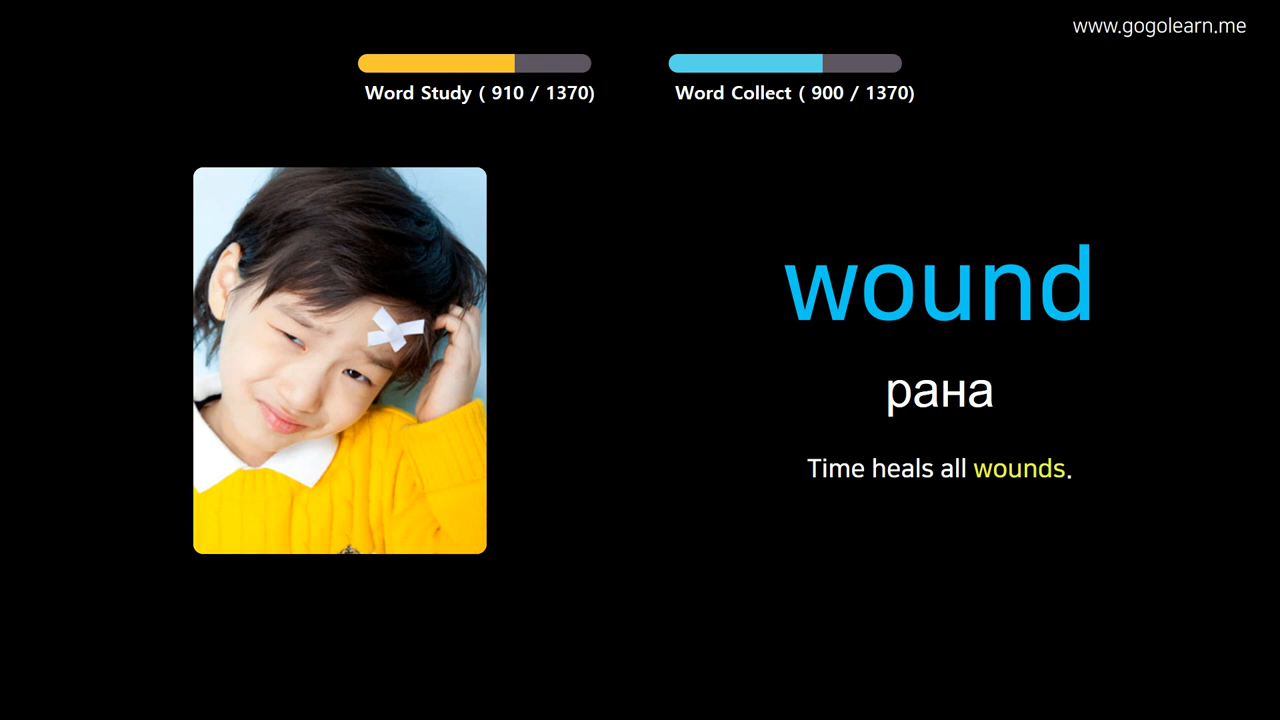 www.gogolearn.me
Word Study ( 910 / 1370)
Word Collect ( 900 / 1370)
wound
рана
Time heals all wounds.